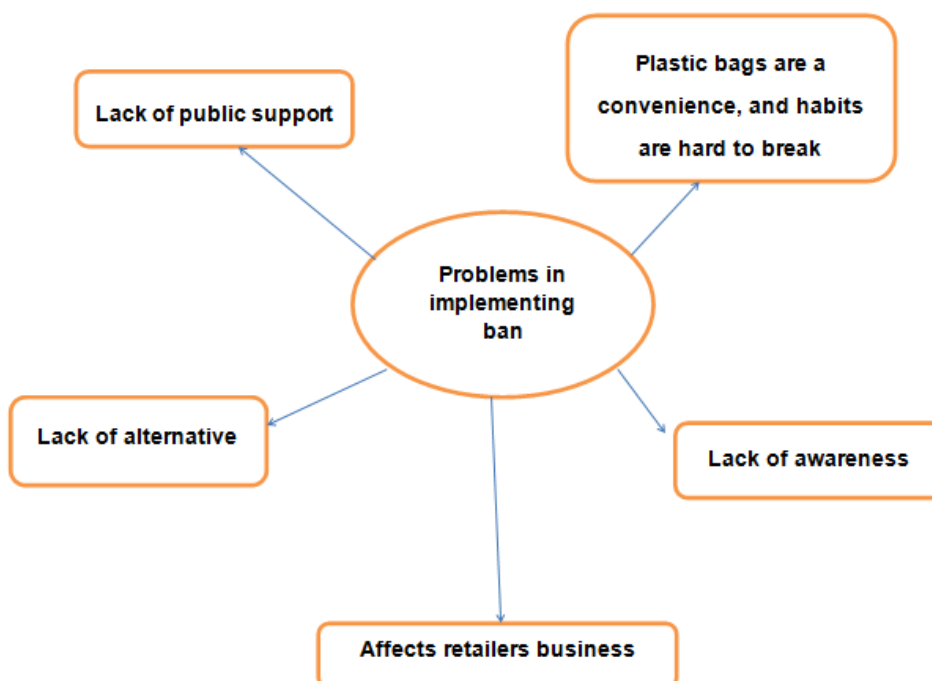 Plastic bags are a
convenience, and habits
are hard to break
Lack of public support
Problems in
implementing
ban
Lack of alternative
Lack of awareness
Affects retailers business